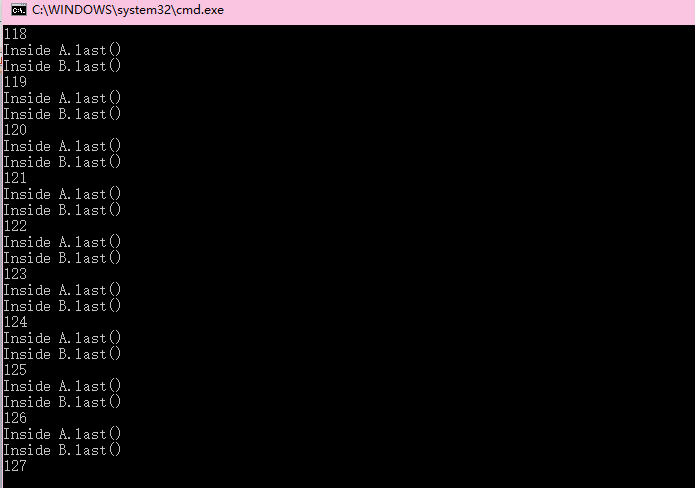 C:\WINDOWS\system32\cmd.exe
118
Inside A.last()
Inside B.last()
119
Inside A.last()
Inside B.last()
120
Inside A.last()
Inside B.last()
121
Inside A.last()
Inside B.last()
122
Inside A.last()
Inside B.last()
123
Inside A.last()
Inside B.last()
124
Inside A.last()
Inside B.last()
125
Inside A.last()
Inside B.last()
126
Inside A.last()
Inside B.last()
127